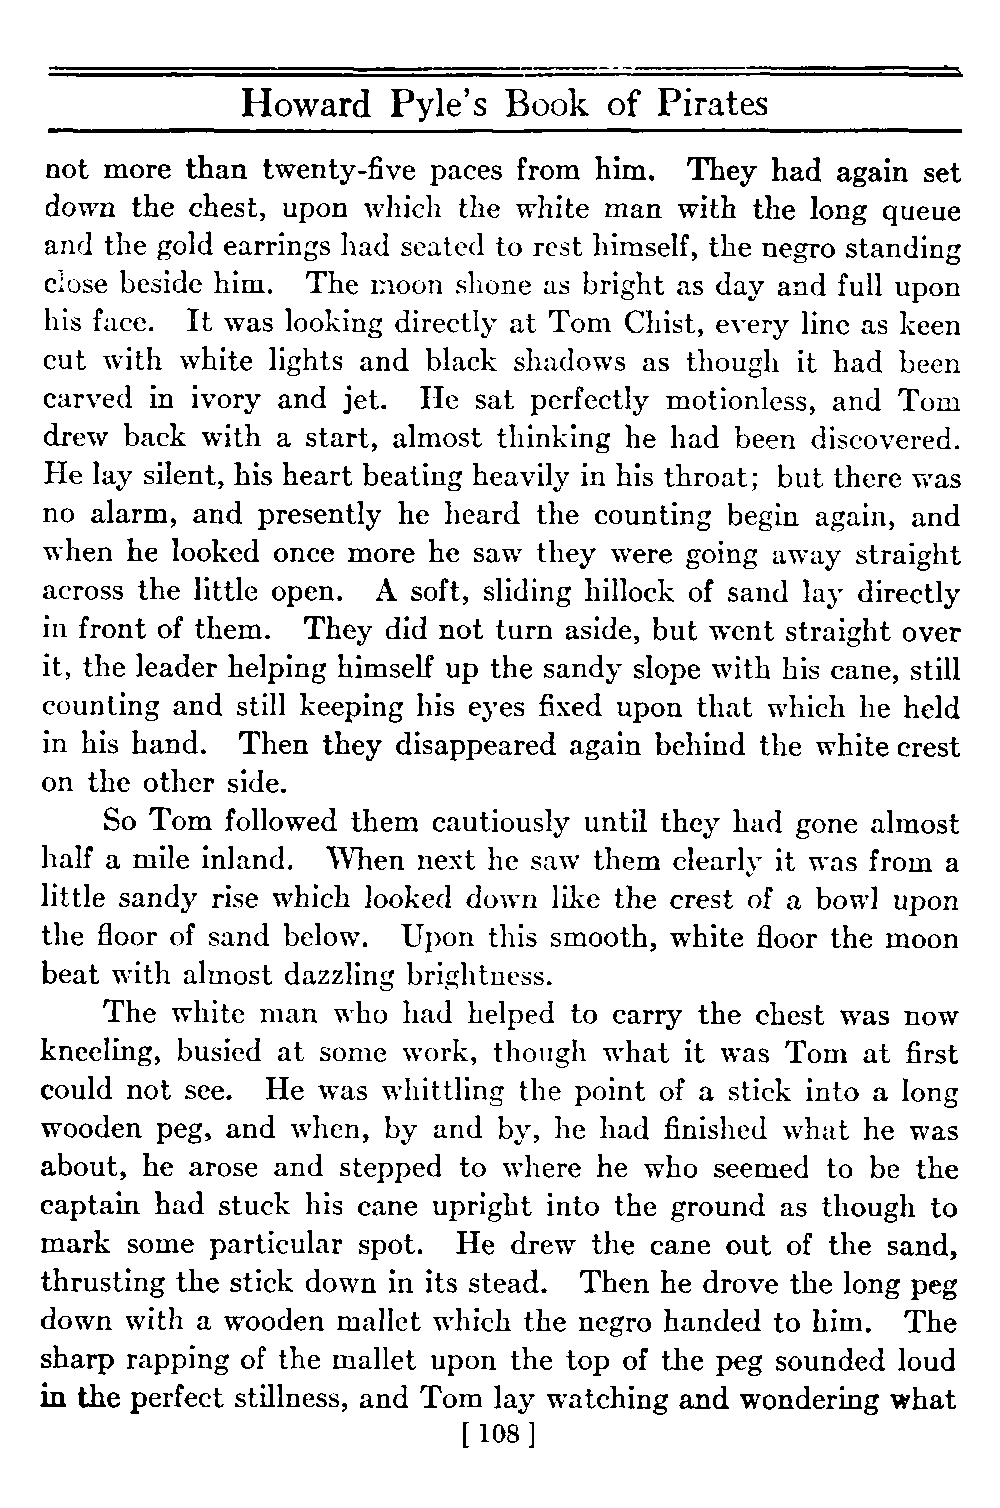 Howard Pyle's Book of Pirates
not more than twenty-five paces from him. They had again set
down the chest, upon which the white man with the long queue
and the gold earrings had seated to rest himself, the negro standing
close beside him. The moon shone as bright as day and full upon
his face. It was looking directly at Tom Chist, every line as keen
cut with white lights and black shadows as though it had been
carved in ivory and jet. He sat perfectly motionless, and Tom
drew back with a start, almost thinking he had been discovered.
He lay silent, his heart beating heavily in his throat; but there was
no alarm, and presently he heard the counting begin again, and
when he looked once more he saw they were going away straight
across the little open. A soft, sliding hillock of sand lay directly
in front of them. They did not turn aside, but went straight over
it, the leader helping himself up the sandy slope with his cane, still
counting and still keeping his eyes fixed upon that which he held
in his hand. Then they disappeared again behind the white crest
on the other side.
So Tom followed them cautiously until they had gone almost
half a mile inland. When next he saw them clearly it was from a
little sandy rise which looked down like the crest of a bowl upon
the floor of sand below. Upon this smooth, white floor the moon
beat with almost dazzling brightness.
The white man who had helped to carry the chest was now
kneeling, busied at some work, though what it was Tom at first
could not see. He was whittling the point of a stick into a long
wooden peg, and when, by and by, he had finished what he was
about, he arose and stepped to where he who seemed to be the
captain had stuck his cane upright into the ground as though to
mark some particular spot. He drew the cane out of the sand,
thrusting the stick down in its stead. Then he drove the long peg
down with a wooden mallet which the negro handed to him. The
sharp rapping of the mallet upon the top of the peg sounded loud
in the perfect stillness, and Tom lay watching and wondering what
[ 108 ]